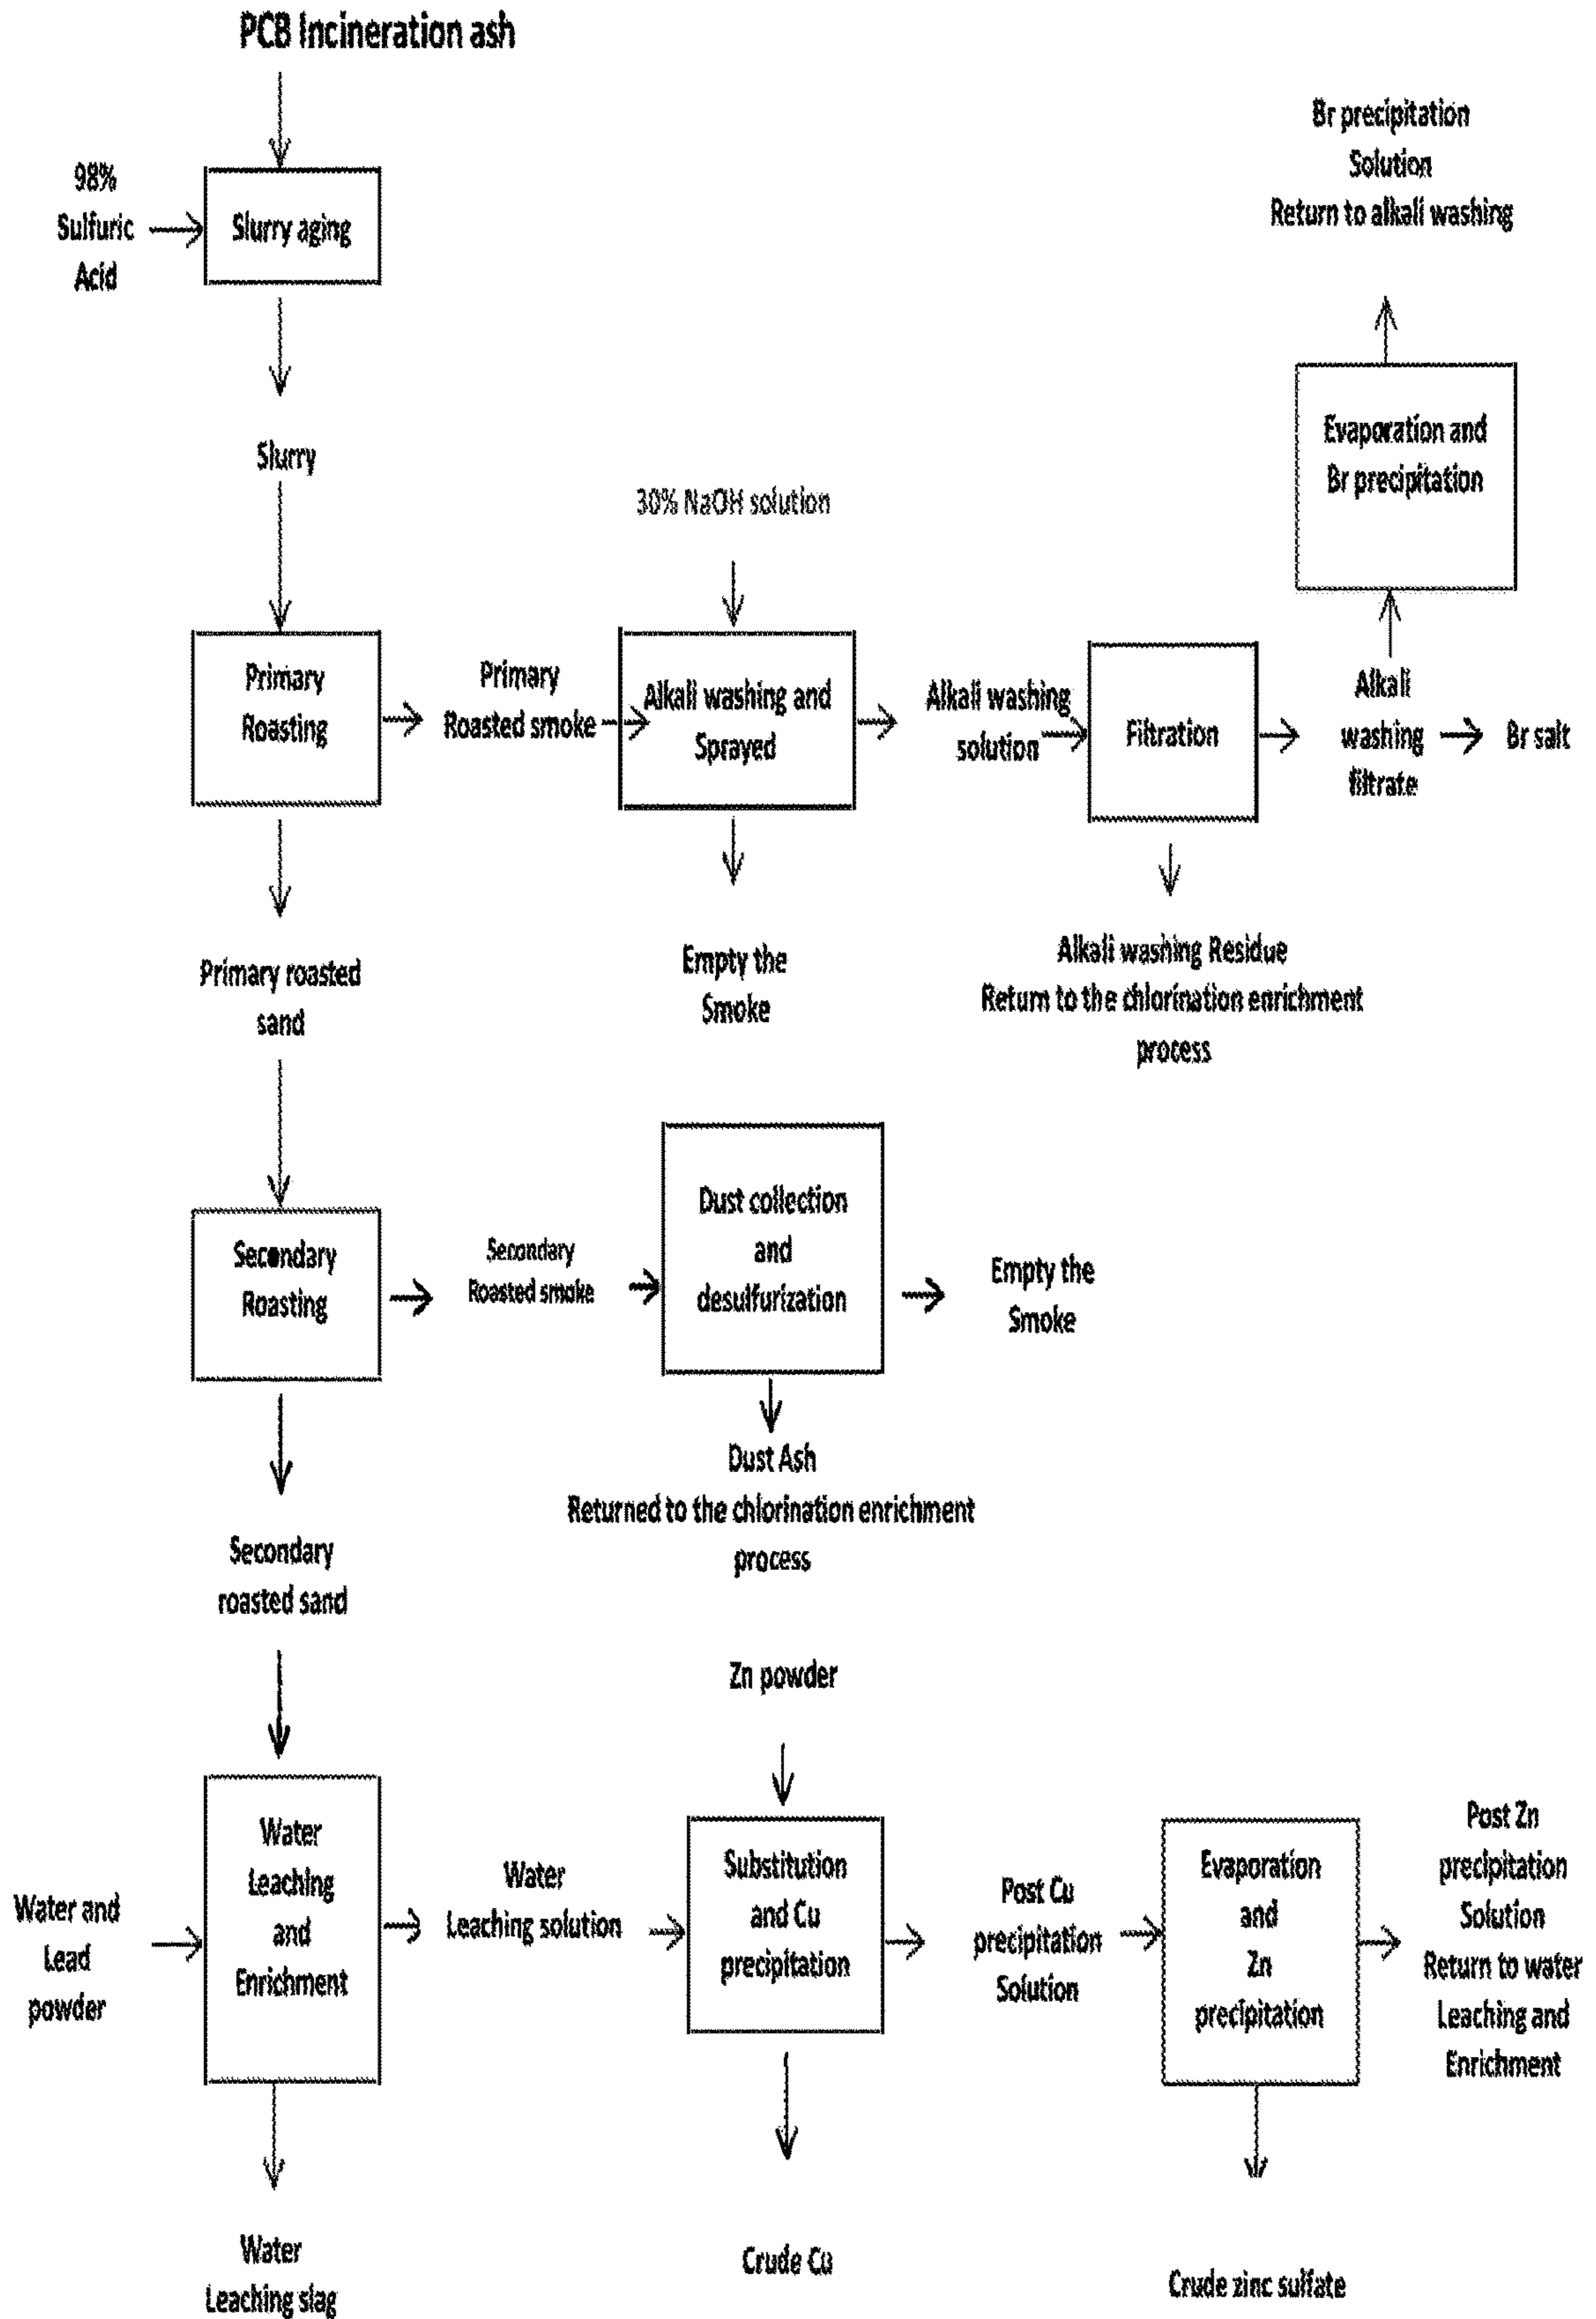 PCB Incineration ash
98%
Sulfuric
Acid
Slurry aging
Br precipitation
Solution
Return to alkali washing
Evaporation and
Br precipitation
Slurry
30% NaOH solution
Primary
Roasting
Primary
Roasted smoke
Alkali washing and
Sprayed
Alkali washing
solution
Filtration
Alkali
washing
filtrate
Br salt
Primary roasted
sand
Empty the
Smoke
Alkali washing Residue
Return to the chlorination enrichment
process
Secondary
Roasting
Secondary
Roasted smoke
Dust collection
and
desulfurization
Empty the
Smoke
Dust Ash
Returned to the chlorination enrichment
process
Secondary
roasted sand
Zn powder
Water and
Lead
powder
Water
Leaching
and
Enrichment
Water
Leaching solution
Substitution
and Cu
precipitation
Post Cu
precipitation
Solution
Evaporation
and
Zn
precipitation
Post Zn
precipitation
Solution
Return to water
Leaching and
Enrichment
Water
Leaching slag
Crude Cu
Crude zinc sulfate